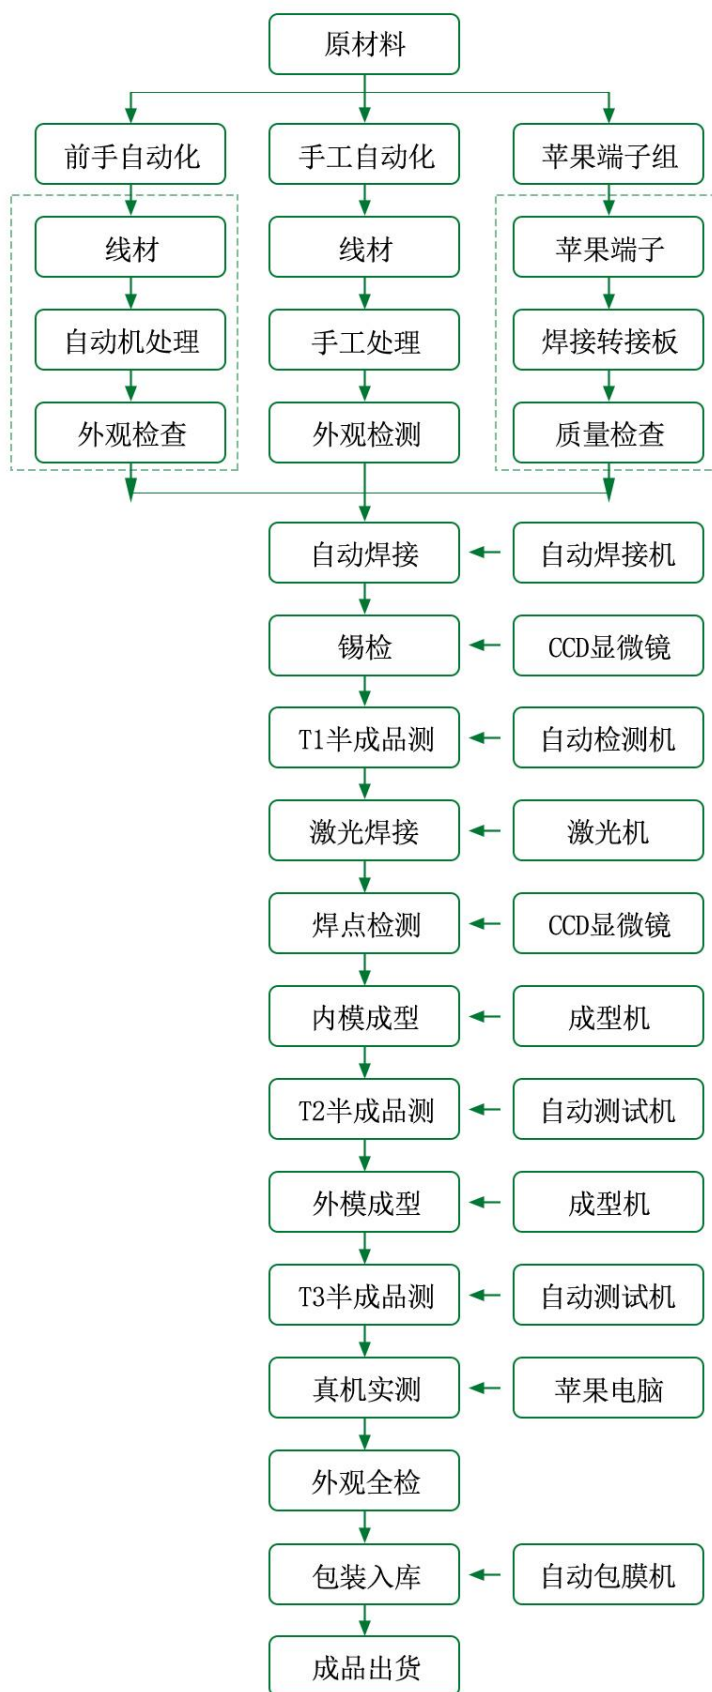 原材料
前手自动化
手工自动化
苹果端子组
线材
线材
苹果端子
自动机处理
手工处理
焊接转接板
外观检查
外观检测
质量检查
自动焊接
自动焊接机
锡检
CCD显微镜
T1半成品测
自动检测机
激光焊接
激光机
焊点检测
CCD显微镜
内模成型
成型机
T2半成品测
自动测试机
外模成型
成型机
T3半成品测
自动测试机
真机实测
苹果电脑
外观全检
包装入库
自动包膜机
成品出货